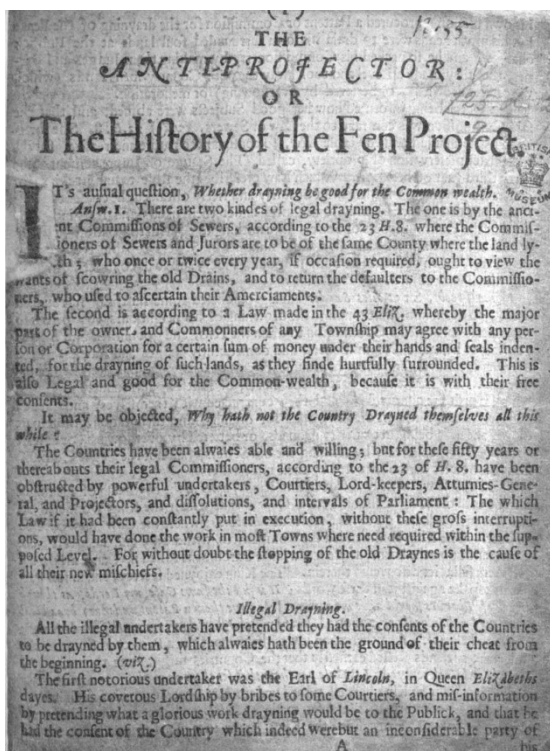 (1)
THE
ANTI-PROJECTOR:
OR
The Hiſtory of the Fen Project.
BRITISH MUSEUM
IT's auſual queſtion, Whether drayning be good for the Common wealth.
Anſw. 1. There are two kindes of legal drayning. The one is by the anci-
ent Commiſſions of Sewers, according to the 23 H.8. where the Commiſ-
ſioners of Sewers and Jurors are to be of the ſame County where the land ly-
eth; who once or twice every year, if occaſion required, ought to view the
wants of ſcowring the old Drains, and to return the defaulters to the Commiſſio-
ners, who uſed to aſcertain their Amerciaments.
The ſecond is according to a Law made in the 43 Eliz. whereby the major
part of the owner. and Commonners of any Townſhip may agree with any per-
ſon or Corporation for a certain ſum of money under their hands and ſeals inden-
ted, for the drayning of ſuch lands, as they finde hurtfully ſurrounded. This is
alſo Legal and good for the Common-wealth, becauſe it is with their free
conſents.
It may be objected, Why hath not the Country Drayned themſelves all this
while?
The Countries have been alwaies able and willing; but for theſe fifty years or
thereabouts their legal Commiſſioners, according to the 23 of H. 8. have been
obſtructed by powerful undertakers, Courtiers, Lord-keepers, Atturnies-Gene-
ral, and Projectors, and diſſolutions, and intervals of Parliament: The which
Law if it had been conſtantly put in execution, without theſe groſs interrupti-
ons, would have done the work in moſt Towns where need required within the ſup-
poſed Level. For without doubt the ſtopping of the old Draynes is the cauſe of
all their new miſchiefs.
Illegal Drayning.
All the illegal undertakers have pretended they had the conſents of the Countries
to be drayned by them, which alwaies hath been the ground of their cheat from
the beginning. (viz.)
The firſt notorious undertaker was the Earl of Lincoln, in Queen Elizabeths
dayes. His covetous Lordſhip by bribes to ſome Courtiers, and miſ-information
by pretending what a glorious work drayning would be to the Publick, and that he
had the conſent of the Country which indeed werebut an inconſiderable party of
A